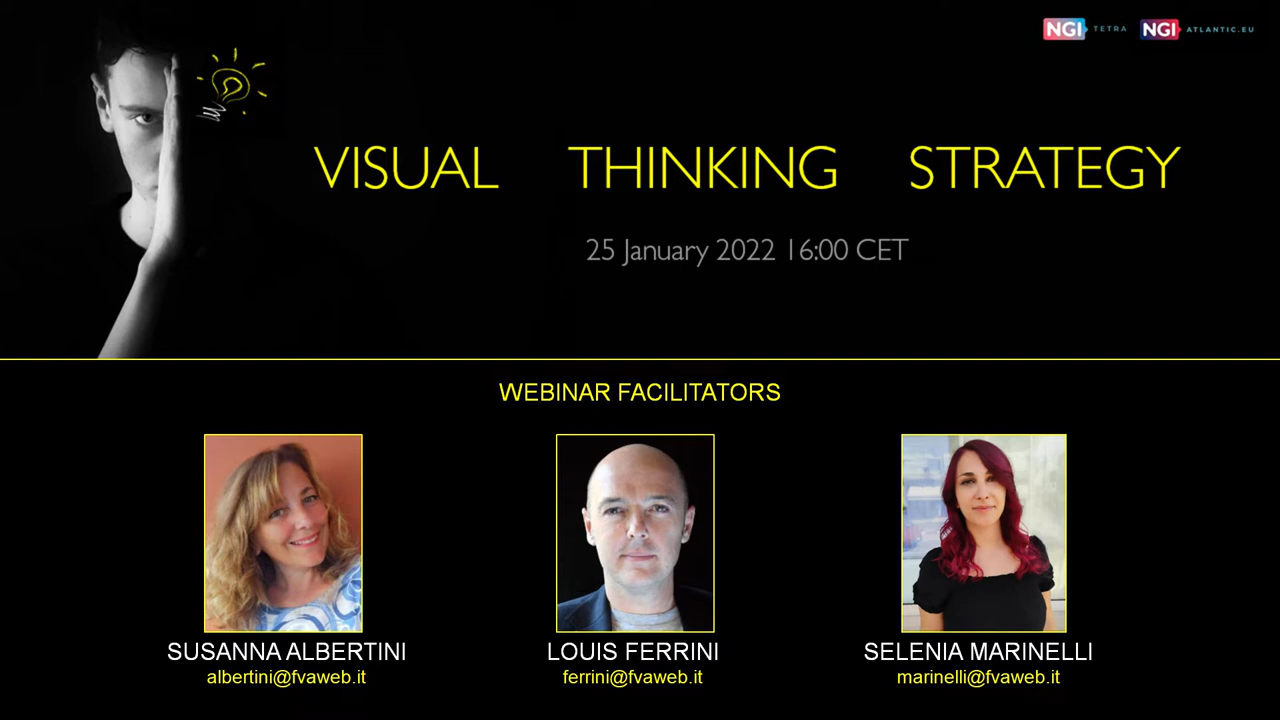 NGI TETRA NGI ATLANTIC.EU
VISUAL THINKING STRATEGY
25 January 2022 16:00 CET
WEBINAR FACILITATORS
SUSANNA ALBERTINI LOUIS FERRINI SELENIA MARINELLI
albertini@fvaweb.it ferrini@fvaweb.it marinelli@fvaweb.it